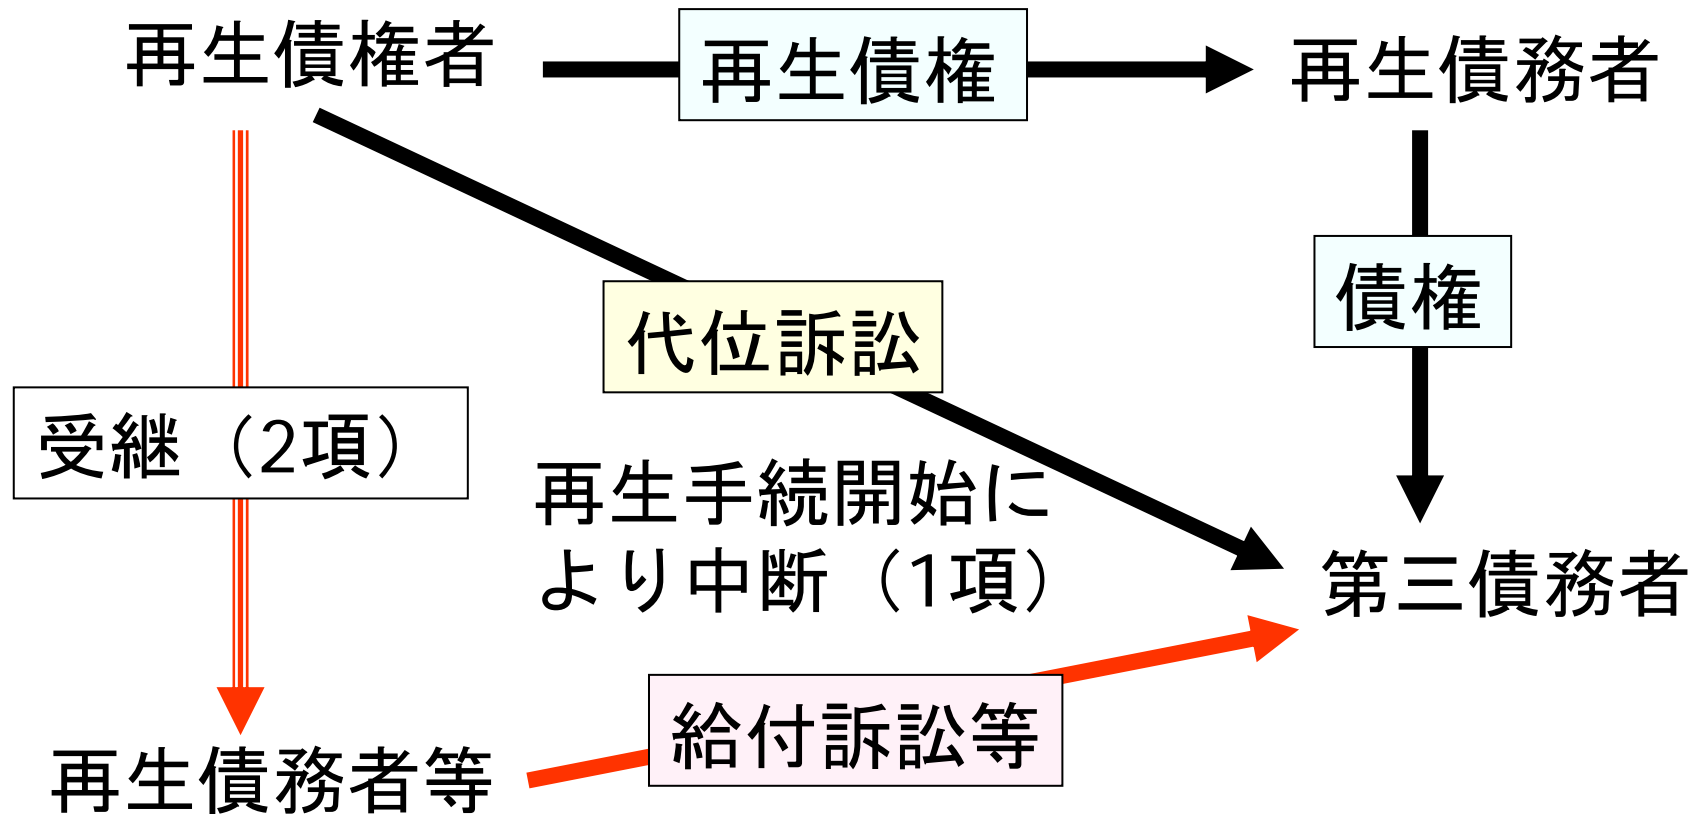 再生債権者
再生債権
再生債務者
債権
代位訴訟
受継（2項）
再生手続開始に
より中断（1項）
第三債務者
給付訴訟等
再生債務者等